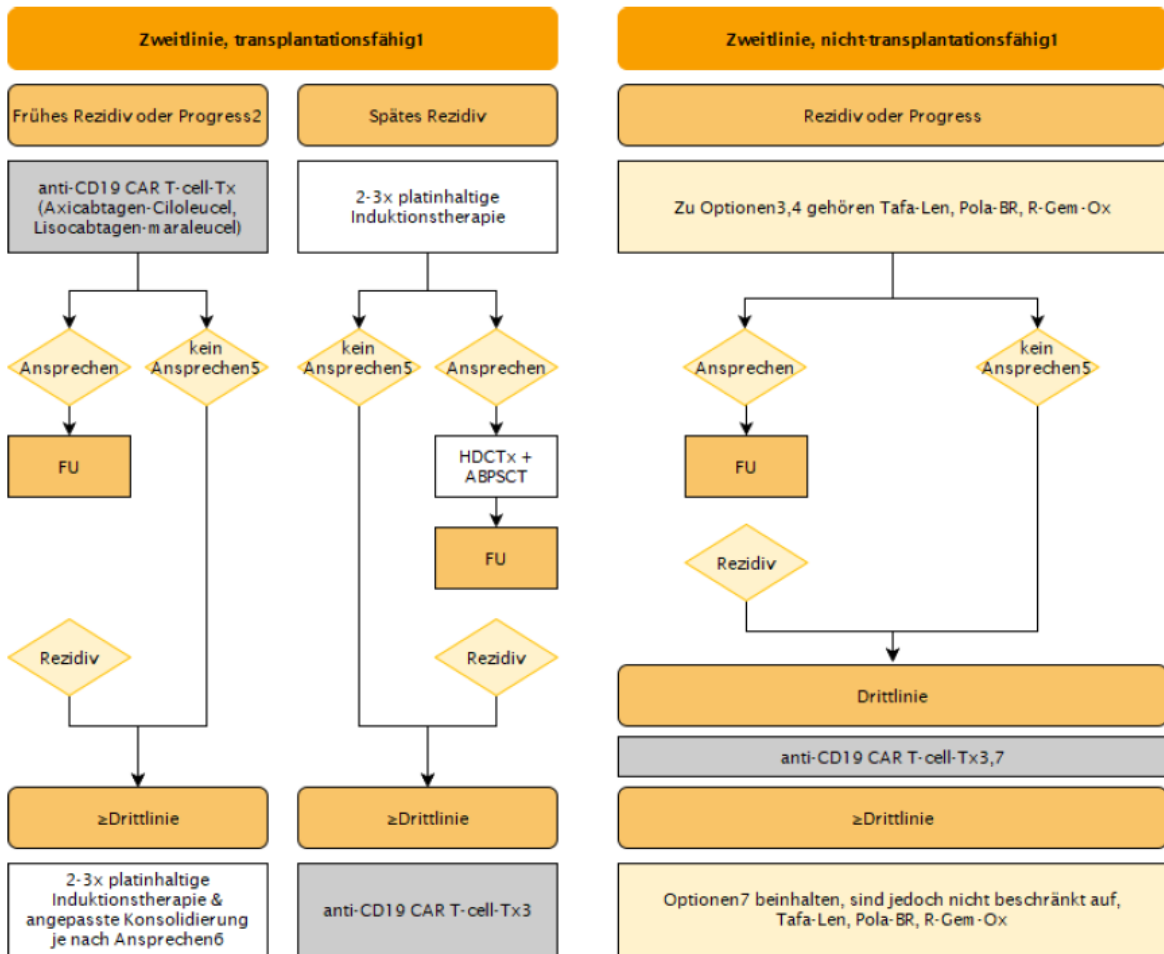 Zweitlinie, transplantationsfähig1
Frühes Rezidiv oder Progress2
anti-CD19 CAR T-cell-Tx
(Axicabtagen-Ciloleucel,
Lisocabtagen-maraleucel)
Ansprechen
kein
Ansprechen5
FU
Rezidiv
≥Drittlinie
2-3x platinhaltige
Induktionstherapie &
angepasste Konsolidierung
je nach Ansprechen6
Spätes Rezidiv
2-3x platinhaltige
Induktionstherapie
kein
Ansprechen5
Ansprechen
HDCTx +
ABPSCT
FU
Rezidiv
≥Drittlinie
anti-CD19 CAR T-cell-Tx3
Zweitlinie, nicht-transplantationsfähig1
Rezidiv oder Progress
Zu Optionen3,4 gehören Tafa-Len, Pola-BR, R-Gem-Ox
Ansprechen
kein
Ansprechen5
FU
Rezidiv
Drittlinie
anti-CD19 CAR T-cell-Tx3,7
≥Drittlinie
Optionen7 beinhalten, sind jedoch nicht beschränkt auf,
Tafa-Len, Pola-BR, R-Gem-Ox